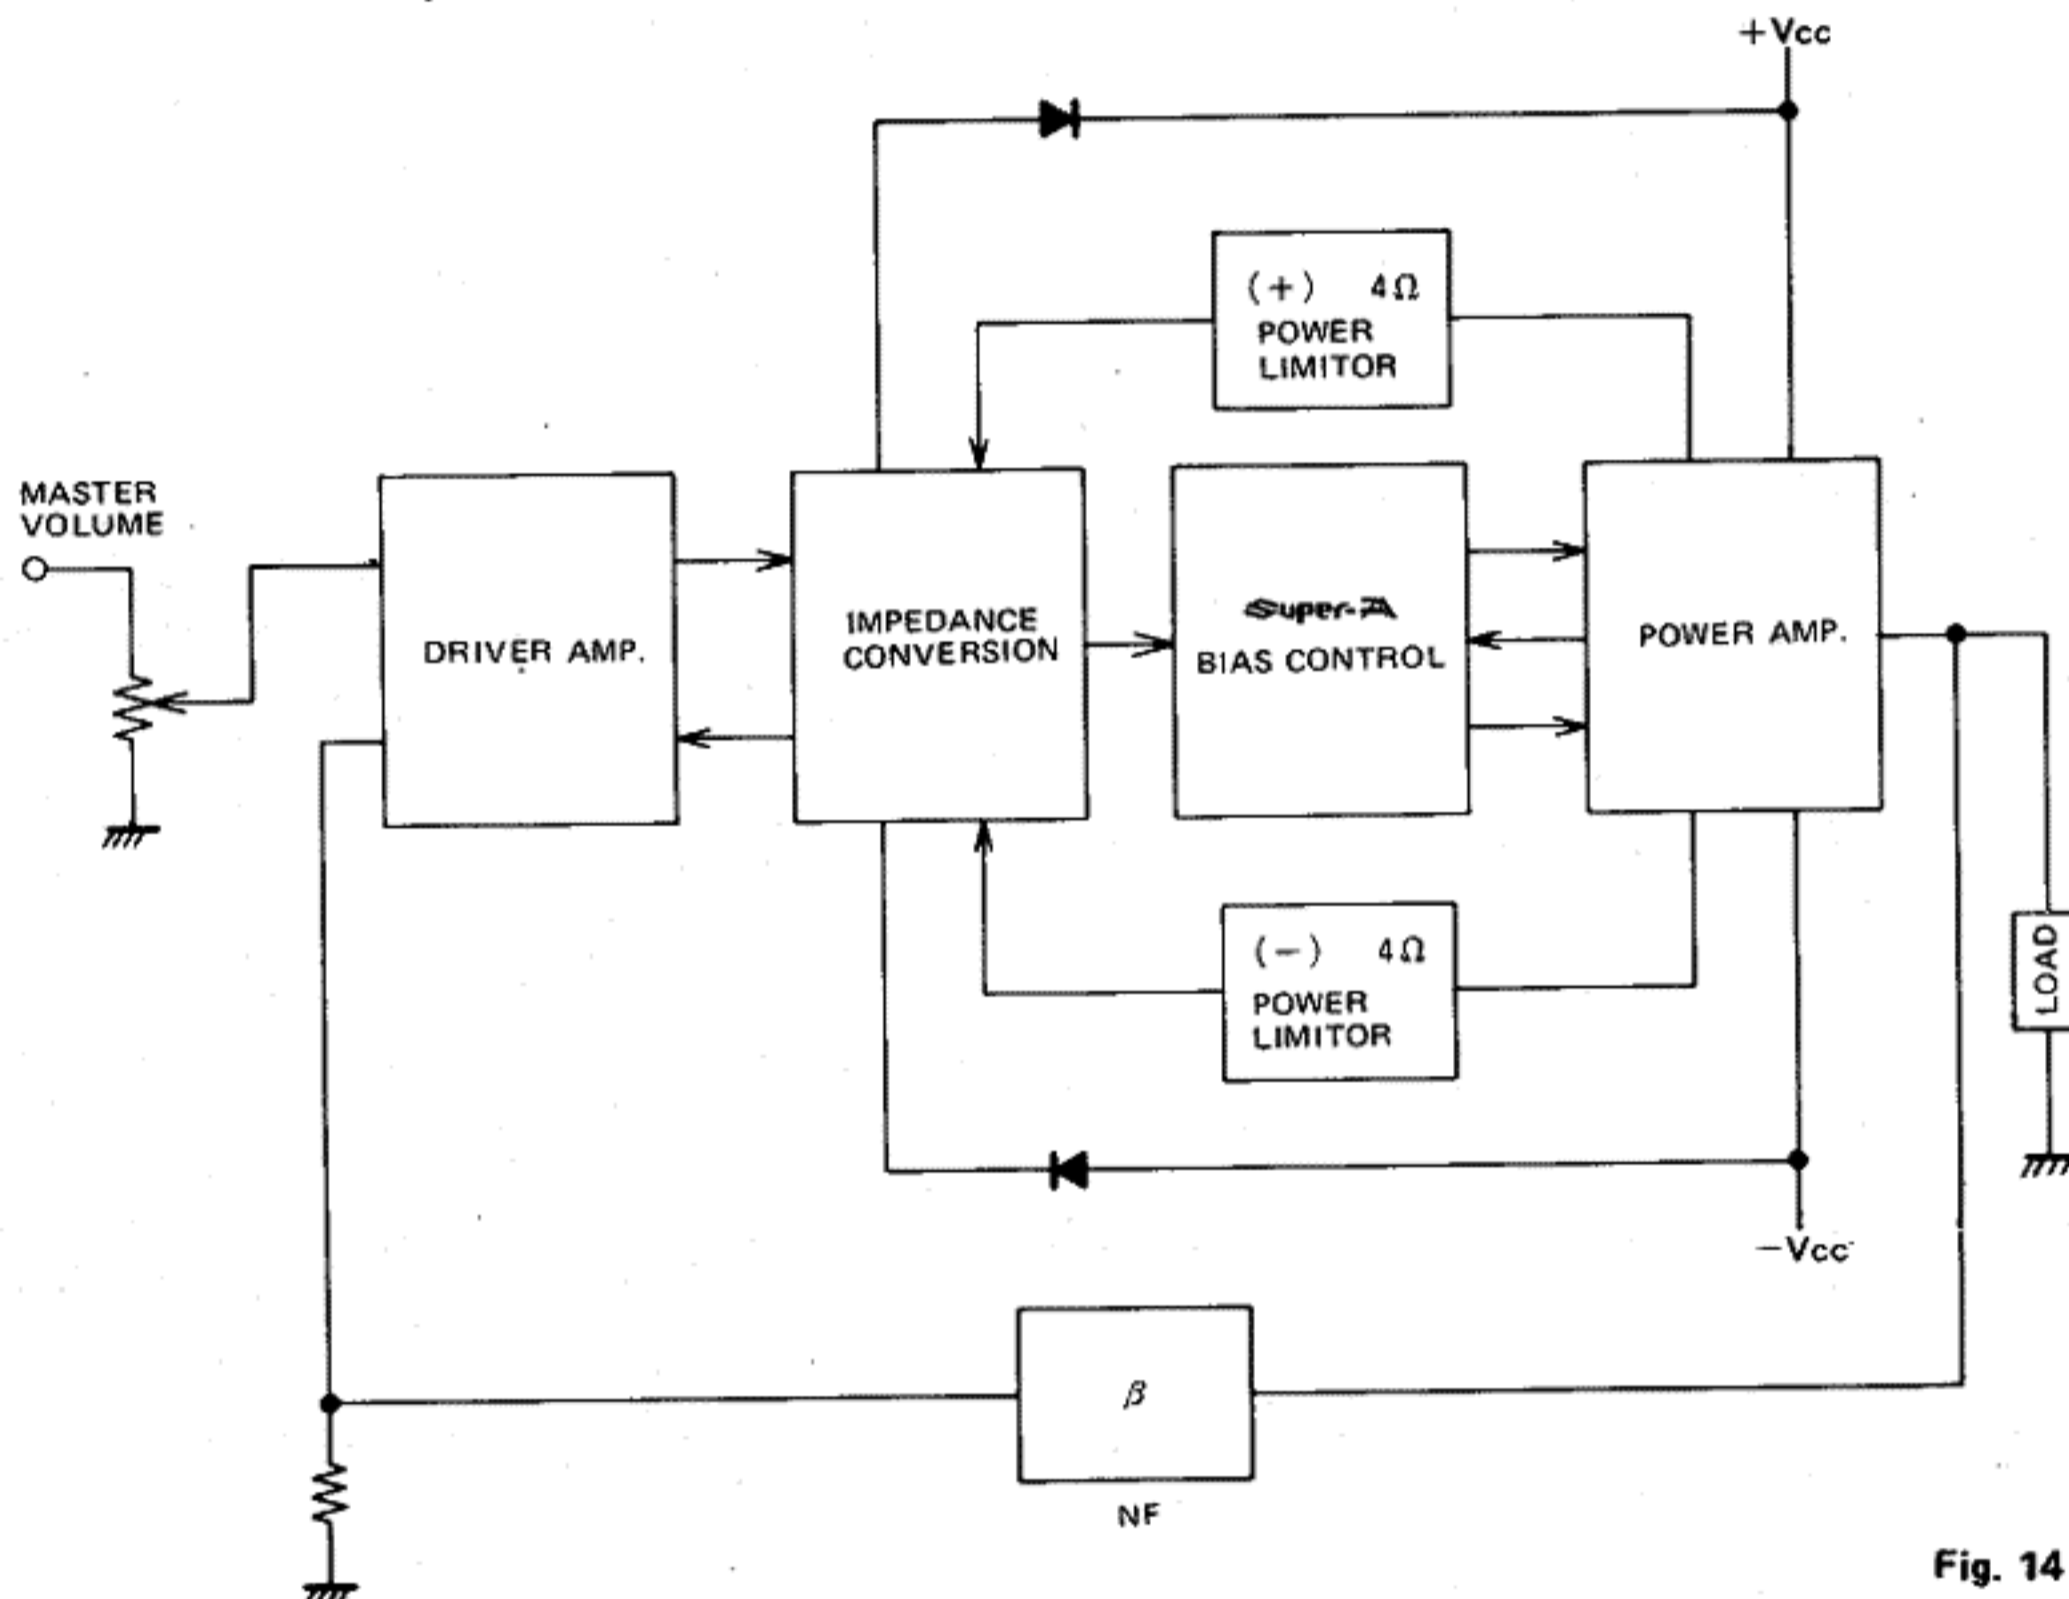 +Vcc
(+) 4Ω
POWER
LIMITOR
MASTER
VOLUME
DRIVER AMP.
IMPEDANCE
CONVERSION
Super-A
BIAS CONTROL
POWER AMP.
(−) 4Ω
POWER
LIMITOR
LOAD
−Vcc
β
NF
Fig. 14